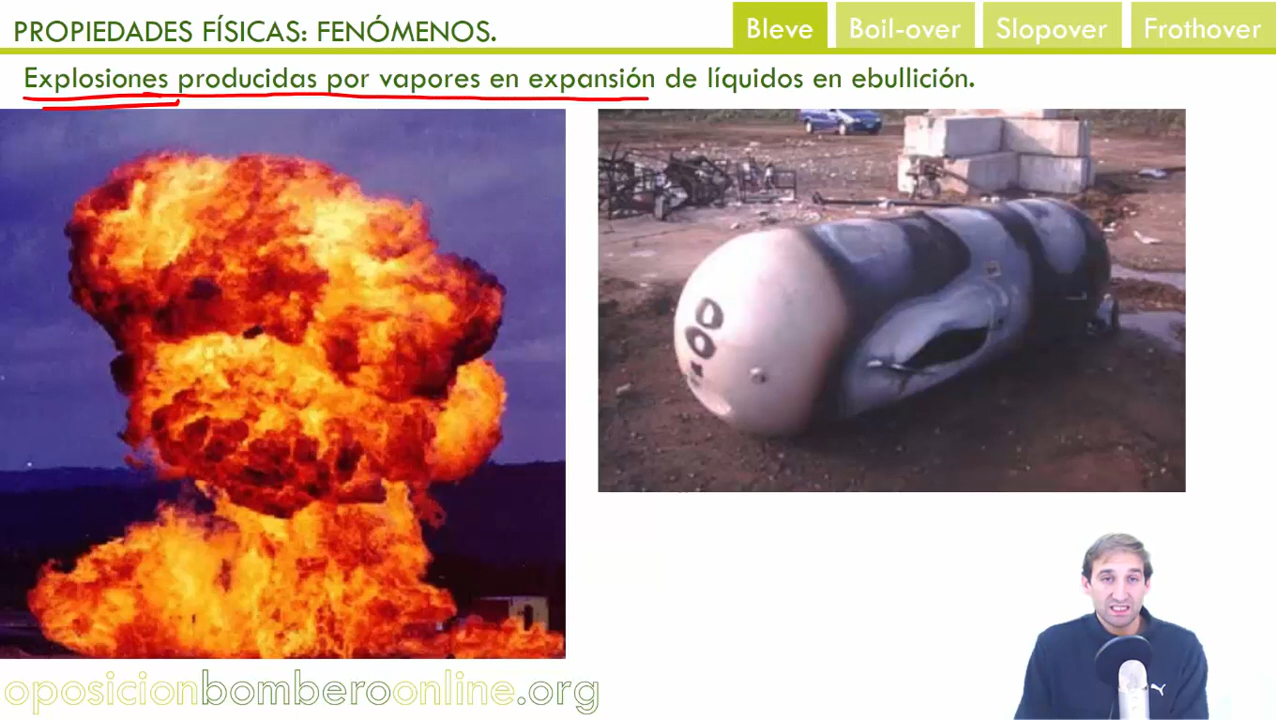 PROPIEDADES FÍSICAS: FENÓMENOS.
Bleve
Boil-over
Slopover
Frothover
Explosiones producidas por vapores en expansión de líquidos en ebullición.
oposicionbomberoonline.org